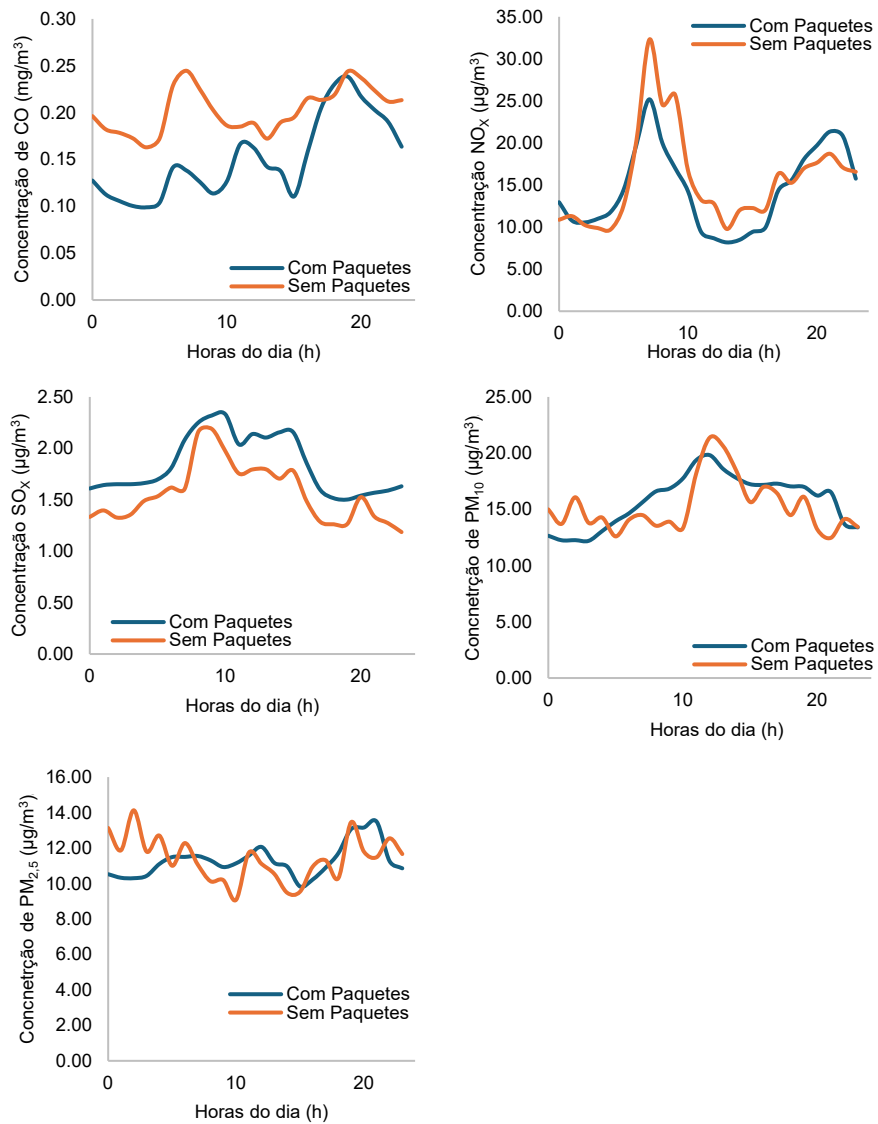 Concentração de CO (mg/m³)
0.30
0.25
0.20
0.15
0.10
0.05
0.00
Com Paquetes
Sem Paquetes
0 10 20
Horas do dia (h)
Concentração NOX (µg/m³)
35.00
30.00
25.00
20.00
15.00
10.00
5.00
0.00
Com Paquetes
Sem Paquetes
0 10 20
Horas do dia (h)
Concentração SOX (µg/m³)
2.50
2.00
1.50
1.00
0.50
0.00
Com Paquetes
Sem Paquetes
0 10 20
Horas do dia (h)
Concnetrção de PM10 (µg/m³)
25.00
20.00
15.00
10.00
5.00
0.00
Com Paquetes
Sem Paquetes
0 10 20
Horas do dia (h)
Concnetrção de PM2,5 (µg/m³)
16.00
14.00
12.00
10.00
8.00
6.00
4.00
2.00
0.00
Com Paquetes
Sem Paquetes
0 10 20
Horas do dia (h)